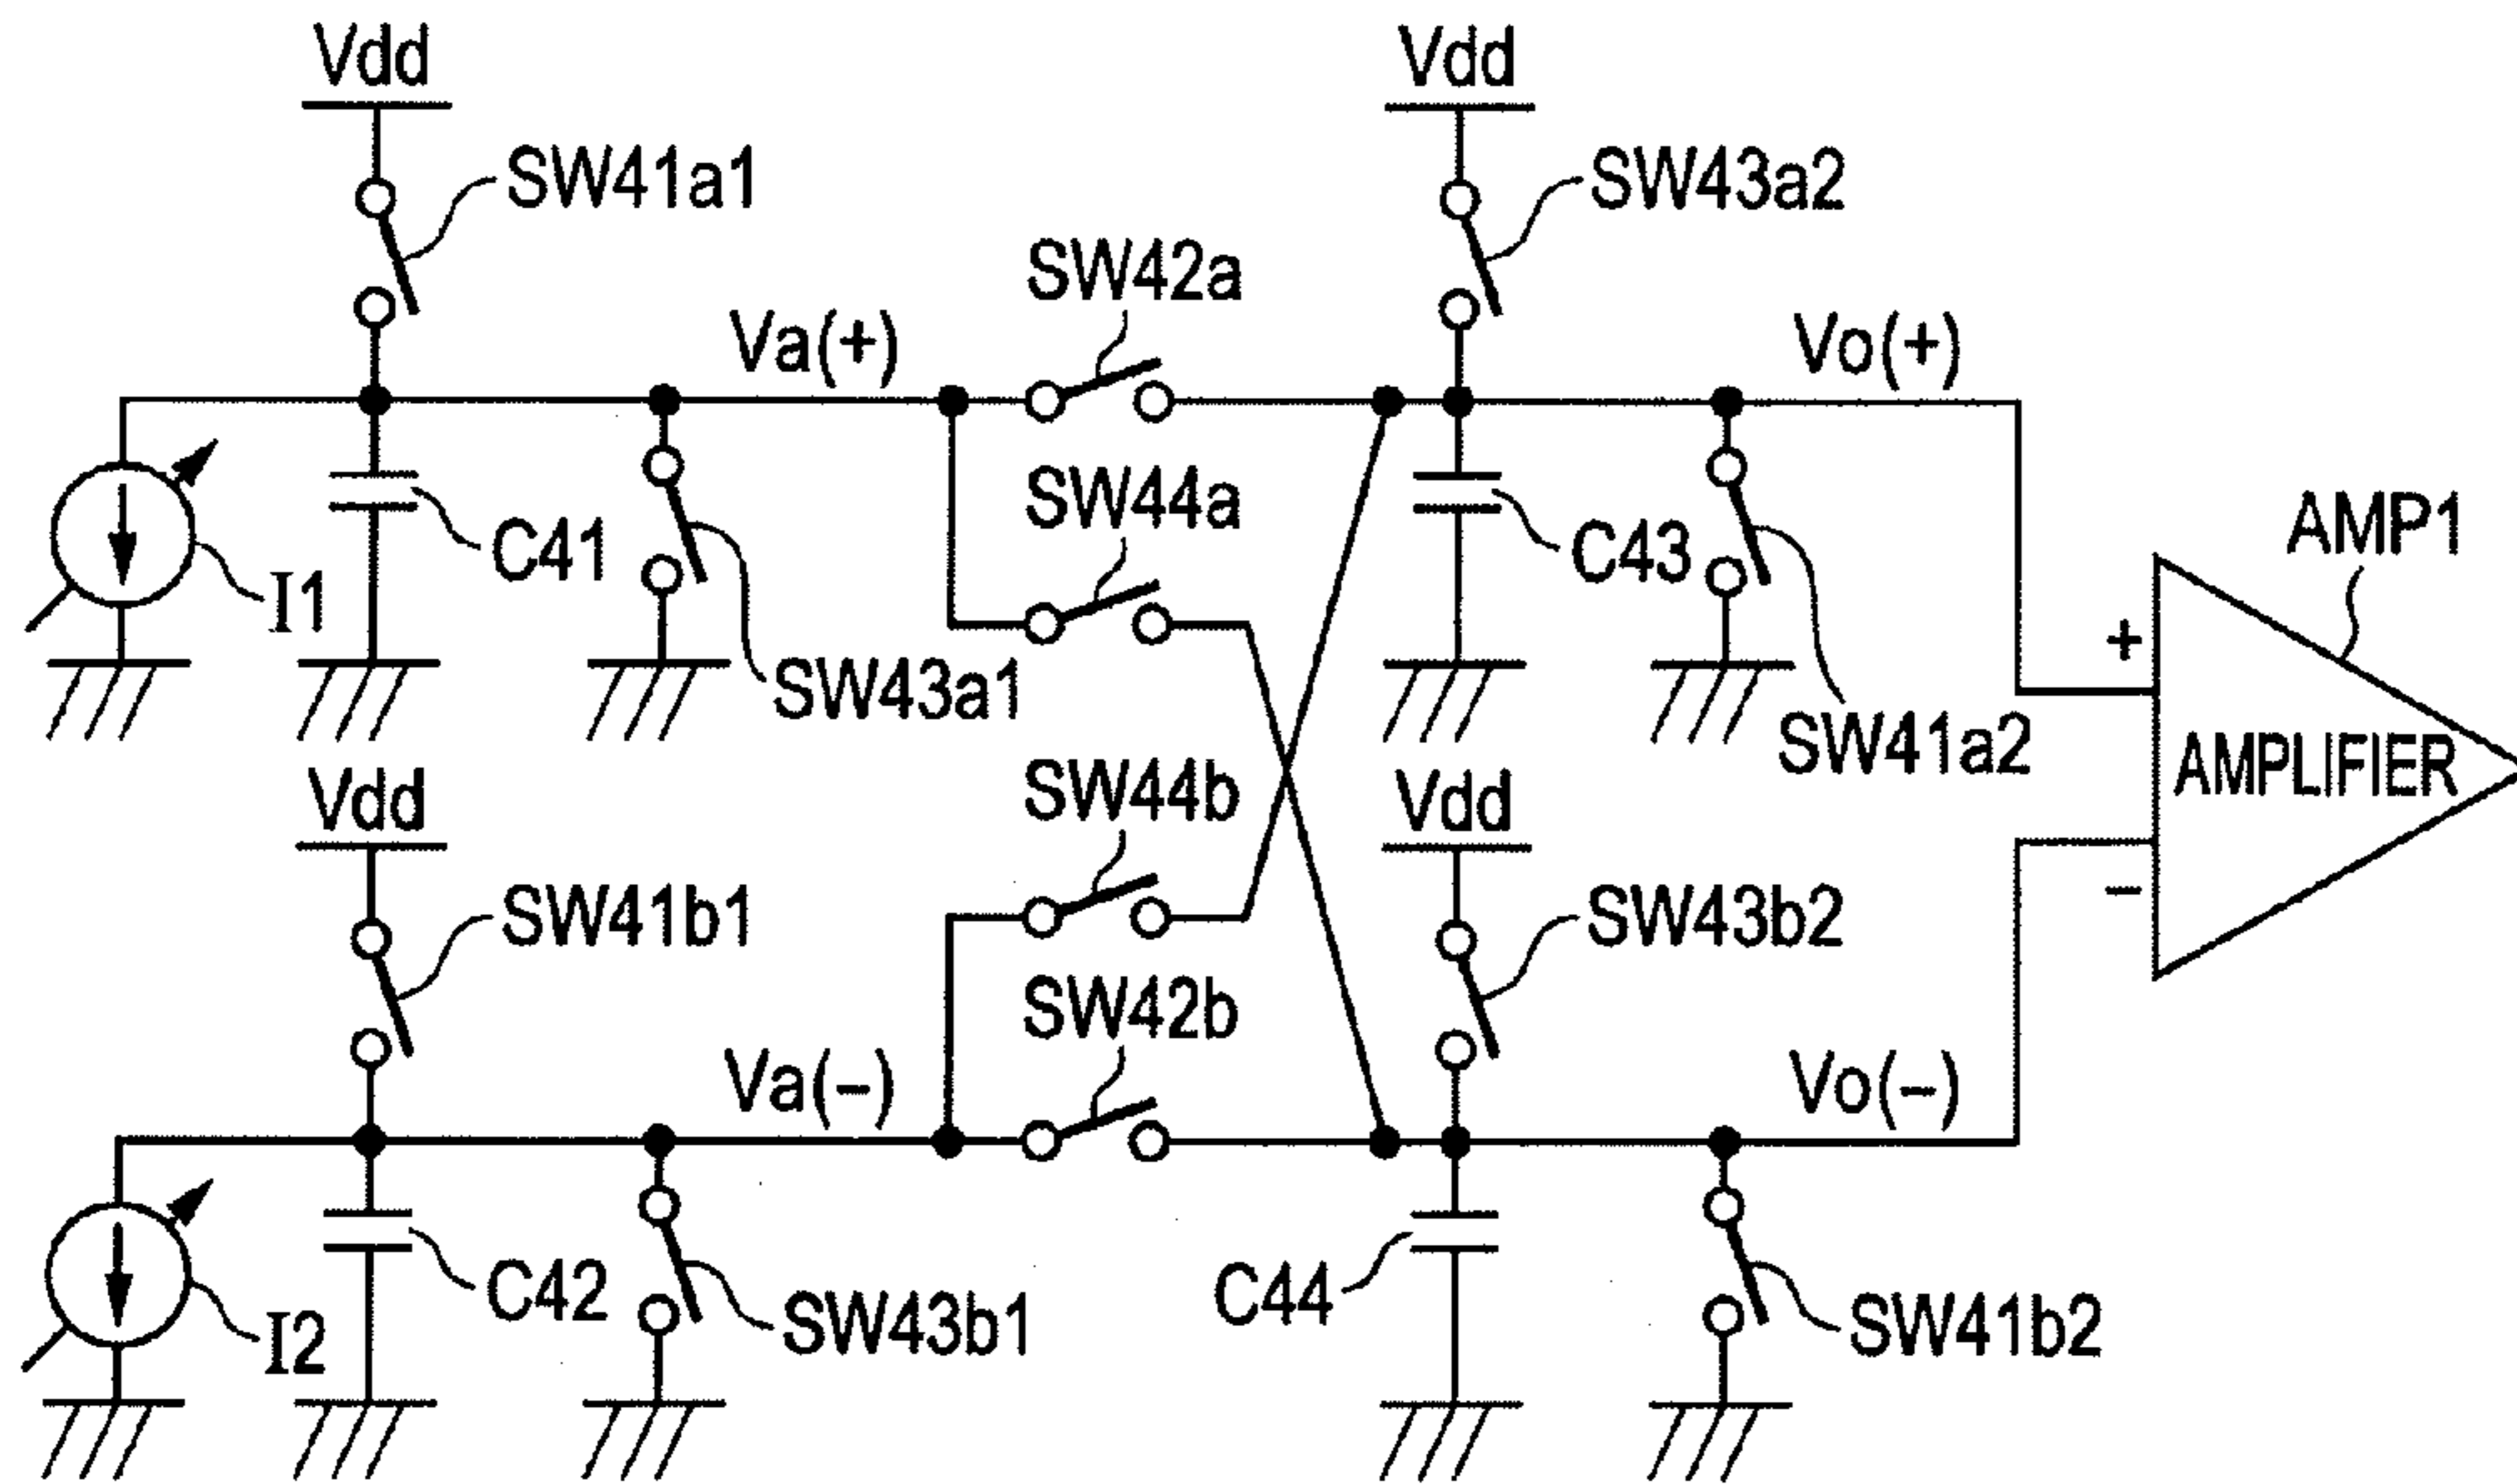 Vdd
Vdd
SW41a1
SW43a2
SW42a
Va(+)
Vo(+)
SW44a
C41
C43
AMP1
I1
+
SW43a1
SW41a2
Vdd
SW44b
Vdd
AMPLIFIER
SW41b1
SW43b2
−
SW42b
Va(−)
Vo(−)
C42
C44
SW43b1
SW41b2
I2